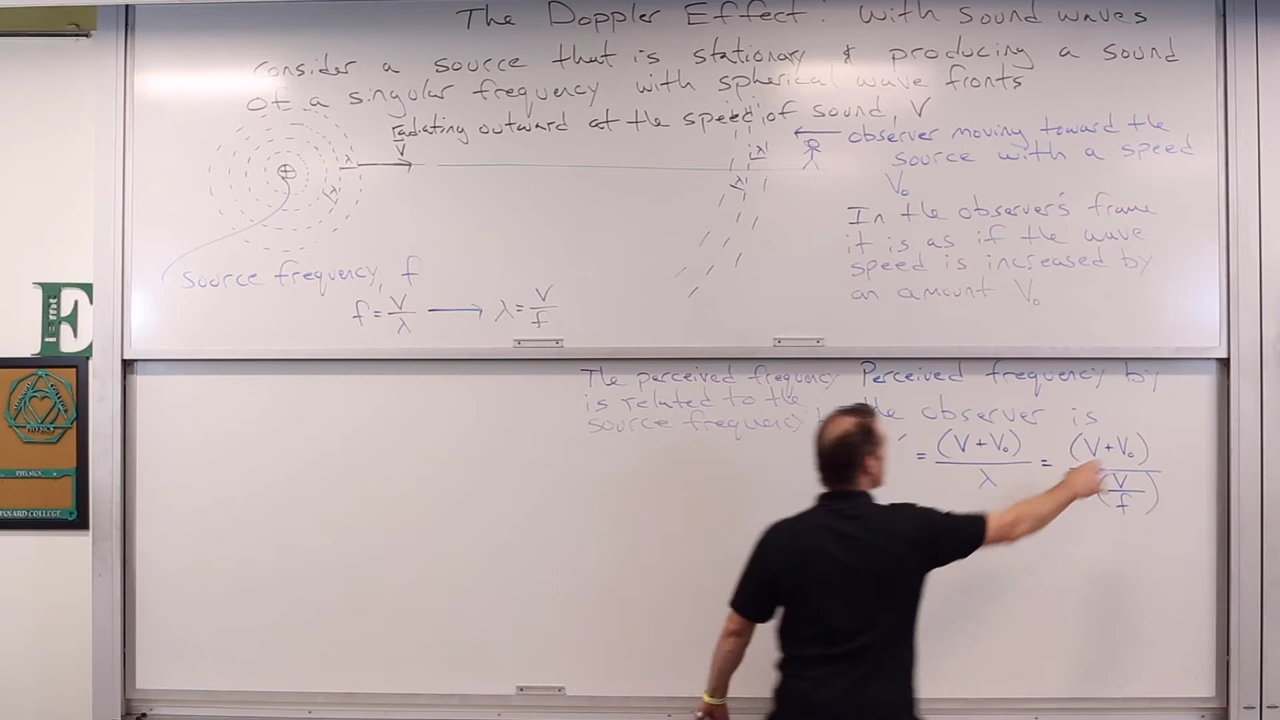 The Doppler Effect: with sound waves
consider a source that is stationary & producing a sound
of a singular frequency with spherical wave fronts
radiating outward at the speed of sound, V
V
λ
λ
λ
λ
observer moving toward the
source with a speed
V₀
In the observer's frame
it is as if the wave
speed is increased by
an amount V₀
source frequency, f
f = V/λ → λ = V/f
E
E=mc²
PHYSICS
PHYSICS
The perceived frequency
is related to the
source frequency
Perceived frequency by
the observer is
′ = (V+V₀)/λ = (V+V₀)/(V/f)